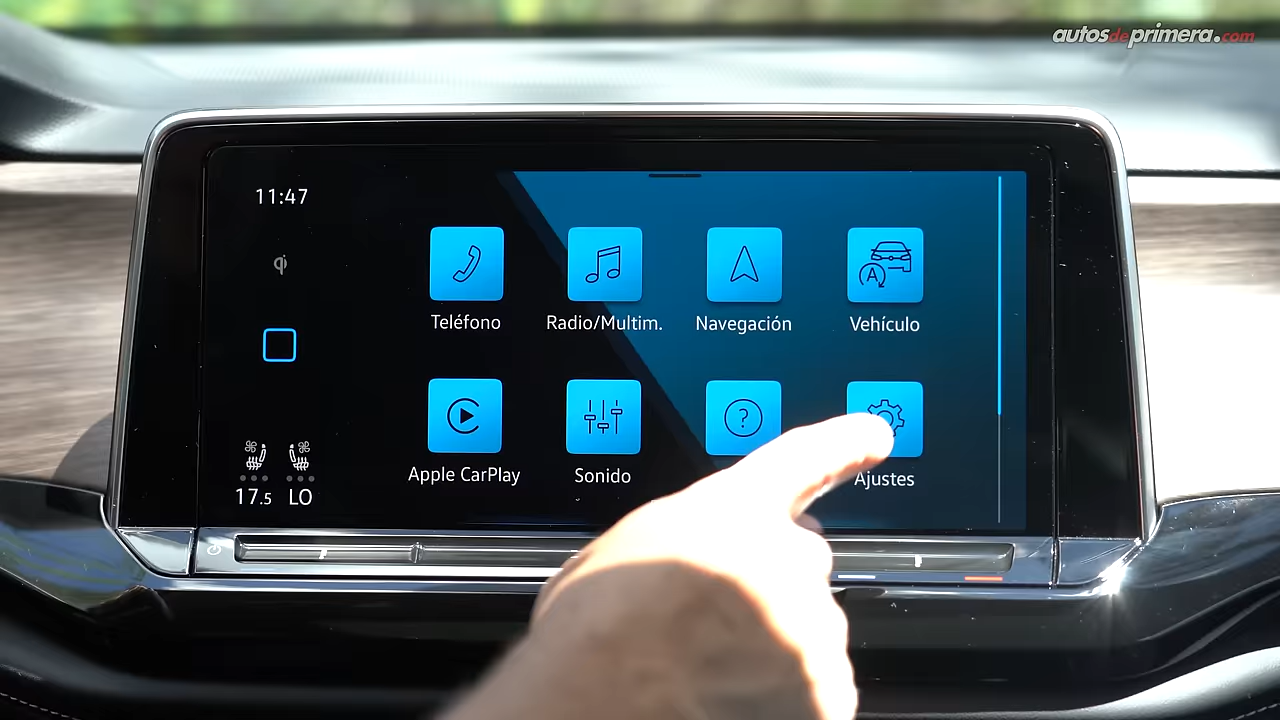 autosdeprimera.com
11:47
Teléfono
Radio/Multim.
Navegación
Vehículo
A
Apple CarPlay
Sonido
?
Ajustes
17.5 LO